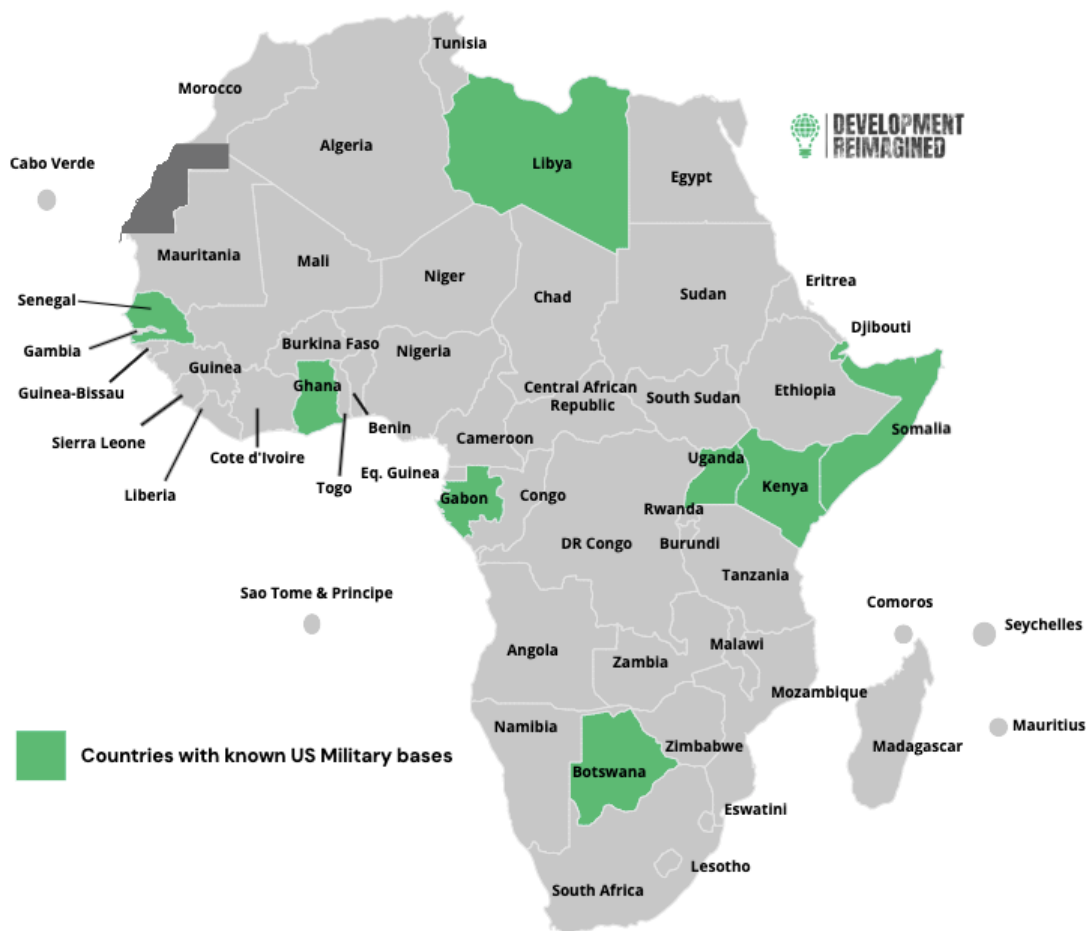 Tunisia
Morocco
DEVELOPMENT
REIMAGINED
Algeria
Cabo Verde
Libya
Egypt
Mauritania
Mali
Niger
Chad
Sudan
Eritrea
Senegal
Djibouti
Gambia
Burkina Faso
Nigeria
Guinea
Ghana
Central African
Republic
South Sudan
Ethiopia
Guinea-Bissau
Benin
Somalia
Sierra Leone
Cote d'Ivoire
Cameroon
Uganda
Liberia
Togo
Eq. Guinea
Gabon
Congo
Kenya
Rwanda
DR Congo
Burundi
Tanzania
Sao Tome & Principe
Comoros
Seychelles
Angola
Malawi
Zambia
Mozambique
Namibia
Mauritius
Countries with known US Military bases
Zimbabwe
Madagascar
Botswana
Eswatini
Lesotho
South Africa